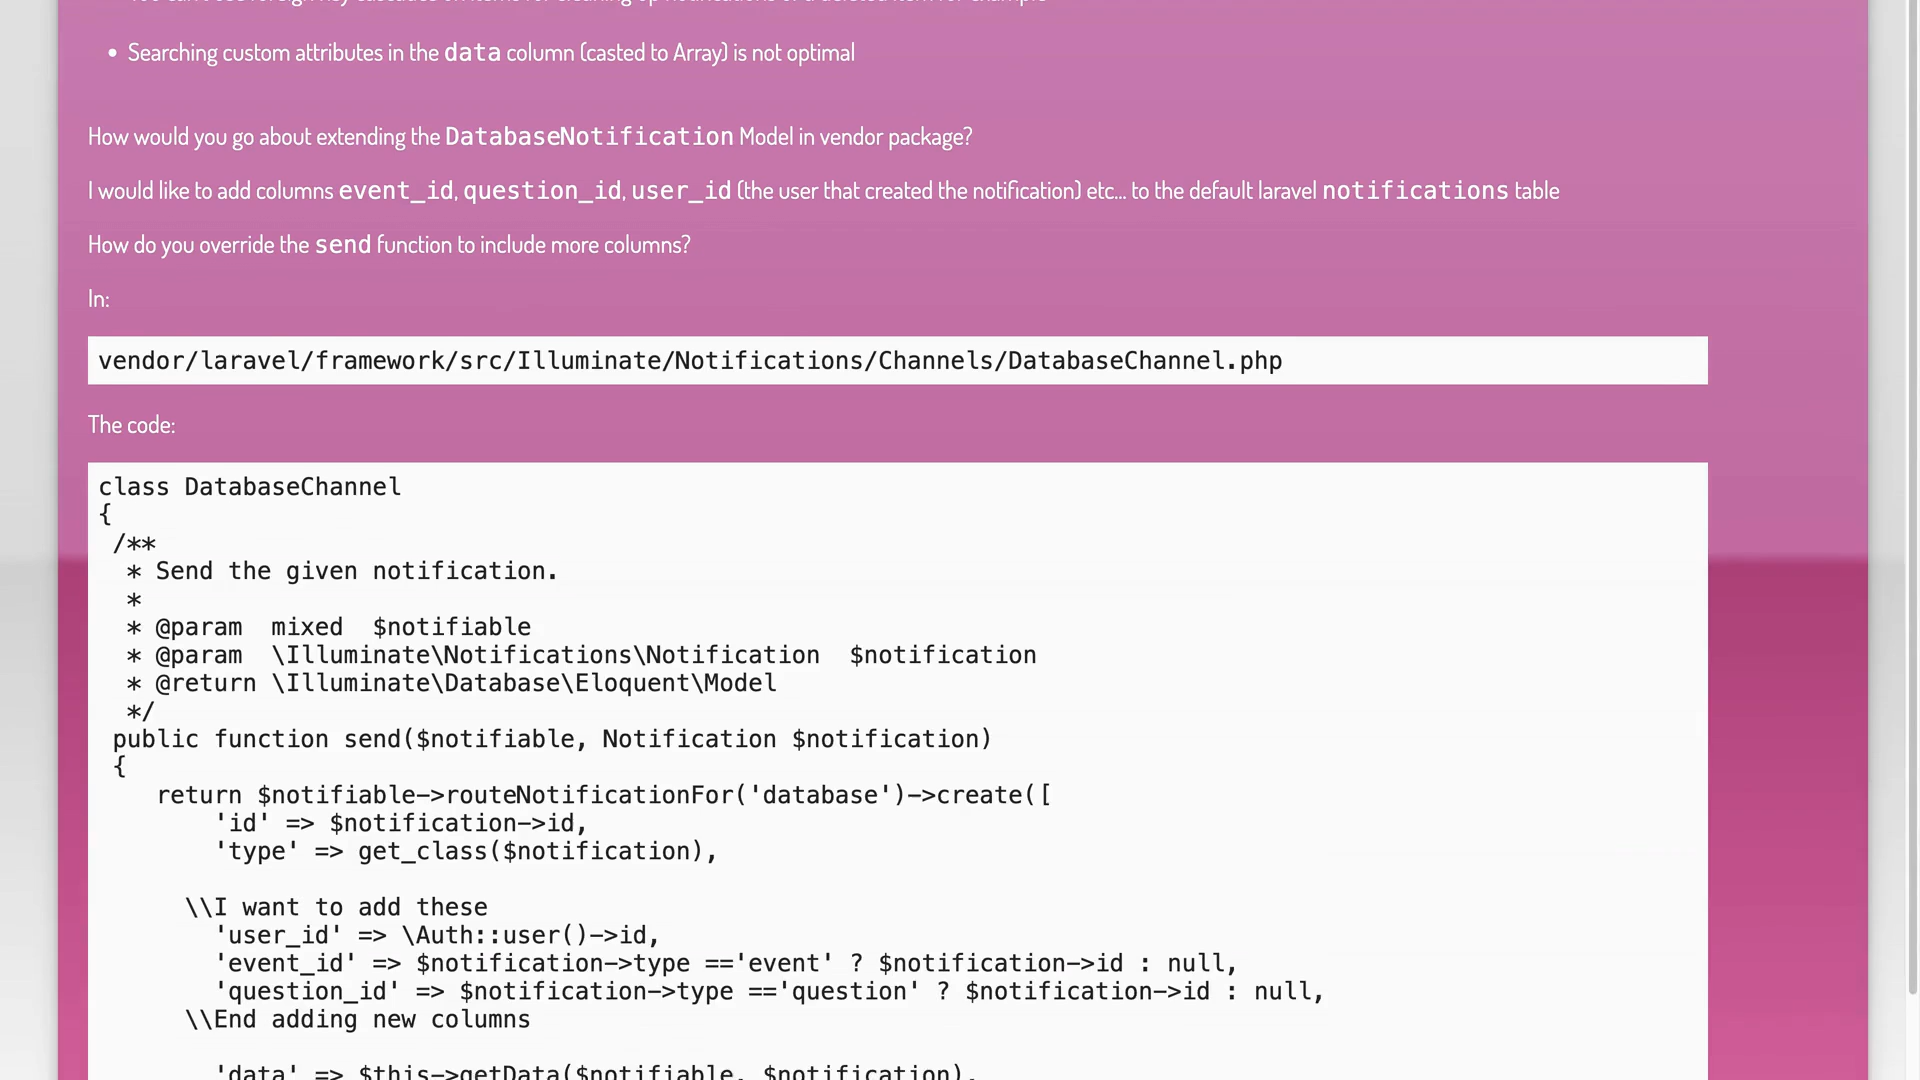 Searching custom attributes in the data column (casted to Array) is not optimal
How would you go about extending the DatabaseNotification Model in vendor package?
I would like to add columns event_id, question_id, user_id (the user that created the notification) etc... to the default laravel notifications table
How do you override the send function to include more columns?
In:
vendor/laravel/framework/src/Illuminate/Notifications/Channels/DatabaseChannel.php
The code:
class DatabaseChannel
{
/**
* Send the given notification.
*
* @param  mixed  $notifiable
* @param  \Illuminate\Notifications\Notification  $notification
* @return \Illuminate\Database\Eloquent\Model
*/
public function send($notifiable, Notification $notification)
{
return $notifiable->routeNotificationFor('database')->create([
'id' => $notification->id,
'type' => get_class($notification),
\\I want to add these
'user_id' => \Auth::user()->id,
'event_id' => $notification->type =='event' ? $notification->id : null,
'question_id' => $notification->type =='question' ? $notification->id : null,
\\End adding new columns
'data' => $this->getData($notifiable, $notification),